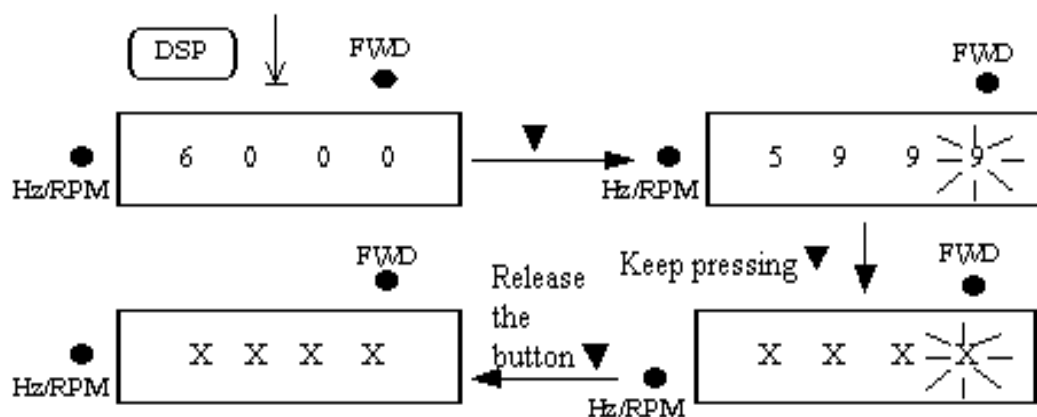 DSP
FWD
FWD
6 0 0 0
5 9 9 9
Hz/RPM
Hz/RPM
FWD
Release
the
button
Keep pressing
FWD
X X X X
X X X X
Hz/RPM
Hz/RPM